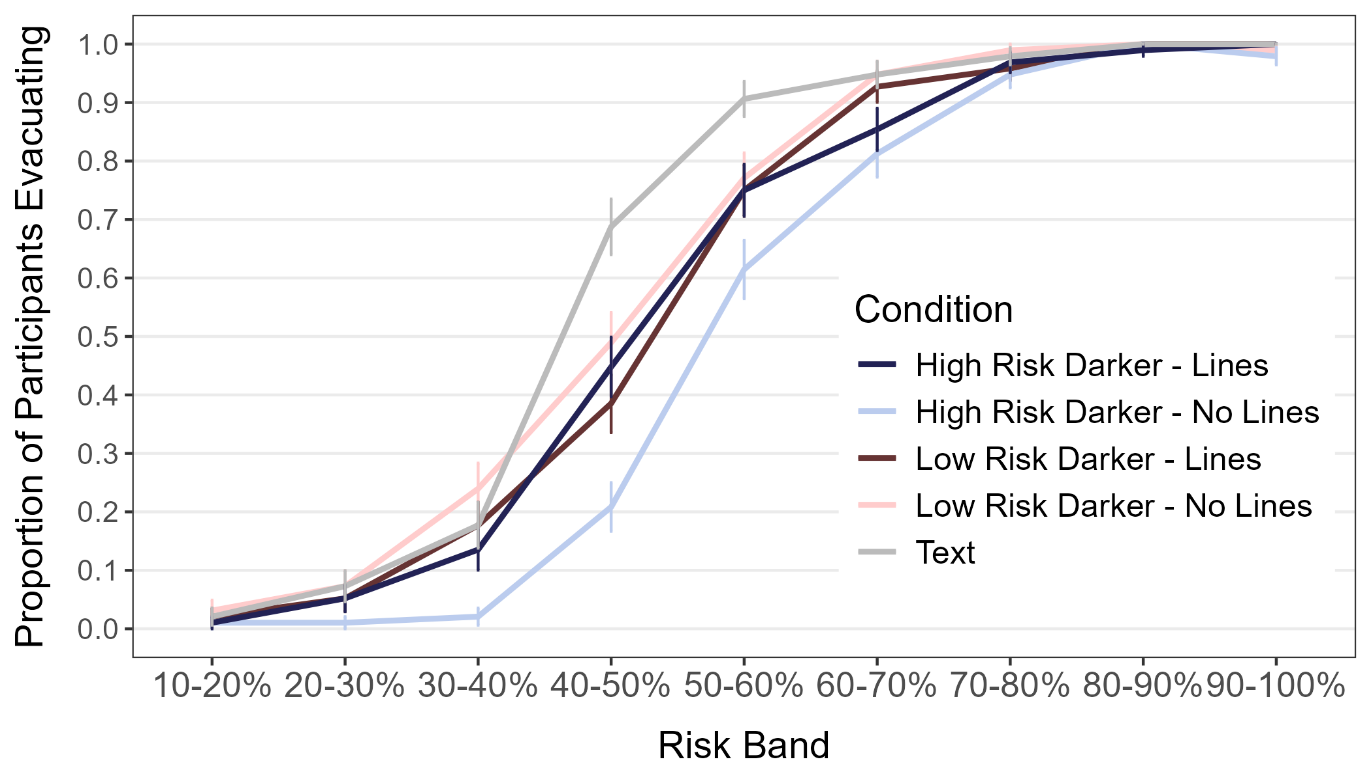 Proportion of Participants Evacuating
1.0
0.9
0.8
0.7
0.6
0.5
0.4
0.3
0.2
0.1
0.0
Condition
High Risk Darker - Lines
High Risk Darker - No Lines
Low Risk Darker - Lines
Low Risk Darker - No Lines
Text
10-20% 20-30% 30-40% 40-50% 50-60% 60-70% 70-80% 80-90% 90-100%
Risk Band